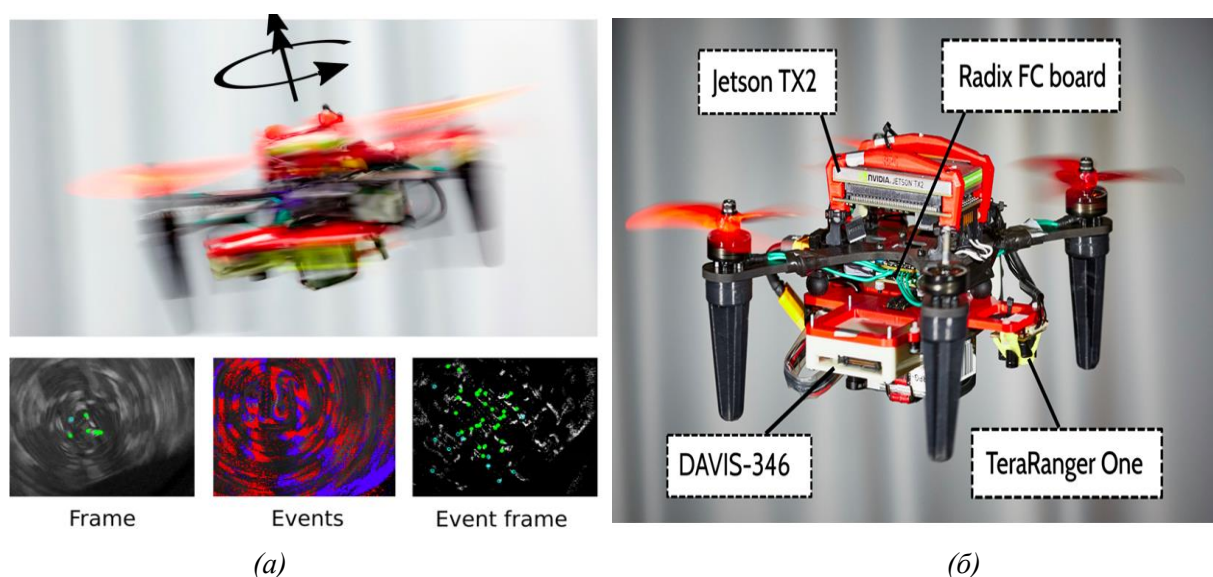 Jetson TX2
Radix FC board
NVIDIA. JETSON TX2
DAVIS-346
TeraRanger One
Frame
Events
Event frame
(а)
(б)